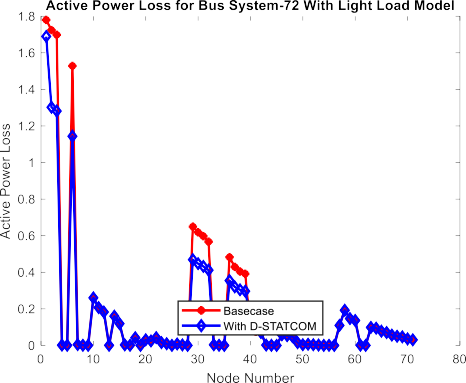 Active Power Loss for Bus System-72 With Light Load Model
1.8
1.6
1.4
1.2
1
0.8
0.6
0.4
0.2
0
Active Power Loss
Basecase
With D-STATCOM
0 10 20 30 40 50 60 70 80
Node Number